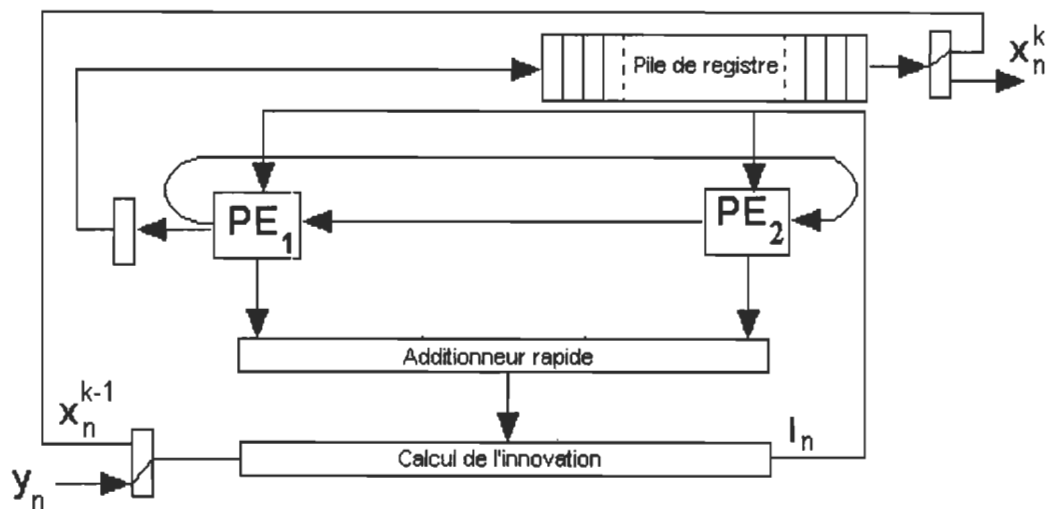 Pile de registre
x_n^k
PE_1
PE_2
Additionneur rapide
x_n^{k-1}
I_n
Calcul de l'innovation
y_n